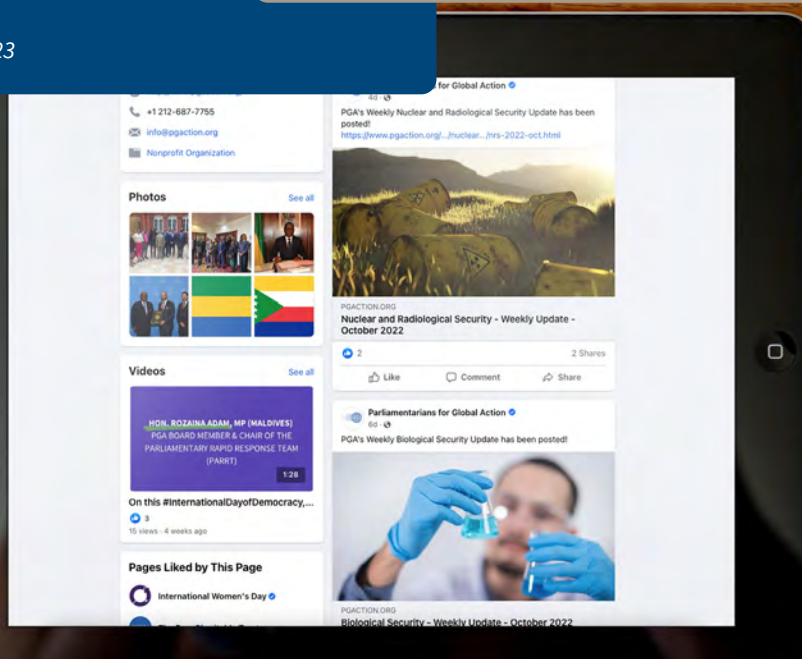 23
+1 212-687-7755
info@pgaction.org
Nonprofit Organization
Photos
See all
Videos
See all
HON. ROZAINA ADAM, MP (MALDIVES)
PGA BOARD MEMBER & CHAIR OF THE
PARLIAMENTARY RAPID RESPONSE TEAM
(PARRT)
1:28
On this #InternationalDayofDemocracy,...
3
15 views · 4 weeks ago
Pages Liked by This Page
International Women's Day
for Global Action
4d
PGA's Weekly Nuclear and Radiological Security Update has been
posted!
https://www.pgaction.org/.../nuclear.../nrs-2022-oct.html
PGACTION.ORG
Nuclear and Radiological Security - Weekly Update -
October 2022
2
2 Shares
Like
Comment
Share
Parliamentarians for Global Action
6d
PGA's Weekly Biological Security Update has been posted!
PGACTION.ORG
Biological Security - Weekly Update - October 2022